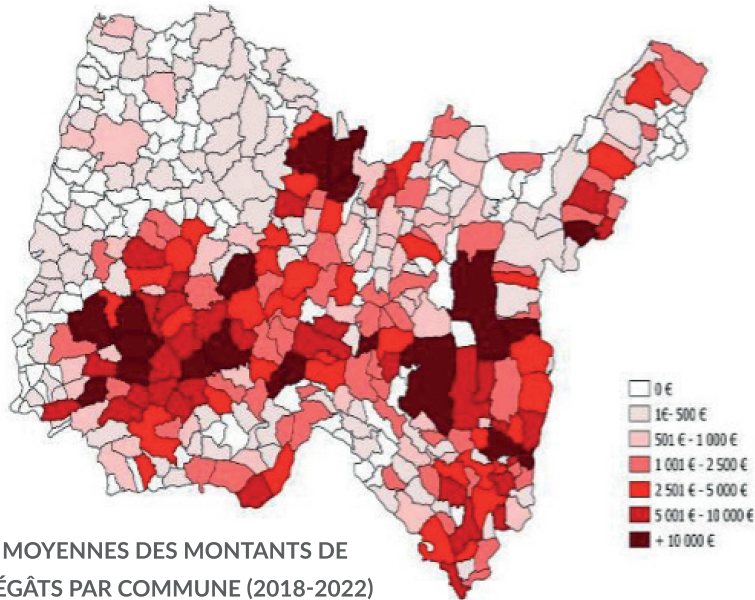 0 €
1€- 500 €
501 € - 1 000 €
1 001 € - 2 500 €
2 501 € - 5 000 €
5 001€ - 10 000 €
+ 10 000 €
MOYENNES DES MONTANTS DE
ÉGÂTS PAR COMMUNE (2018-2022)